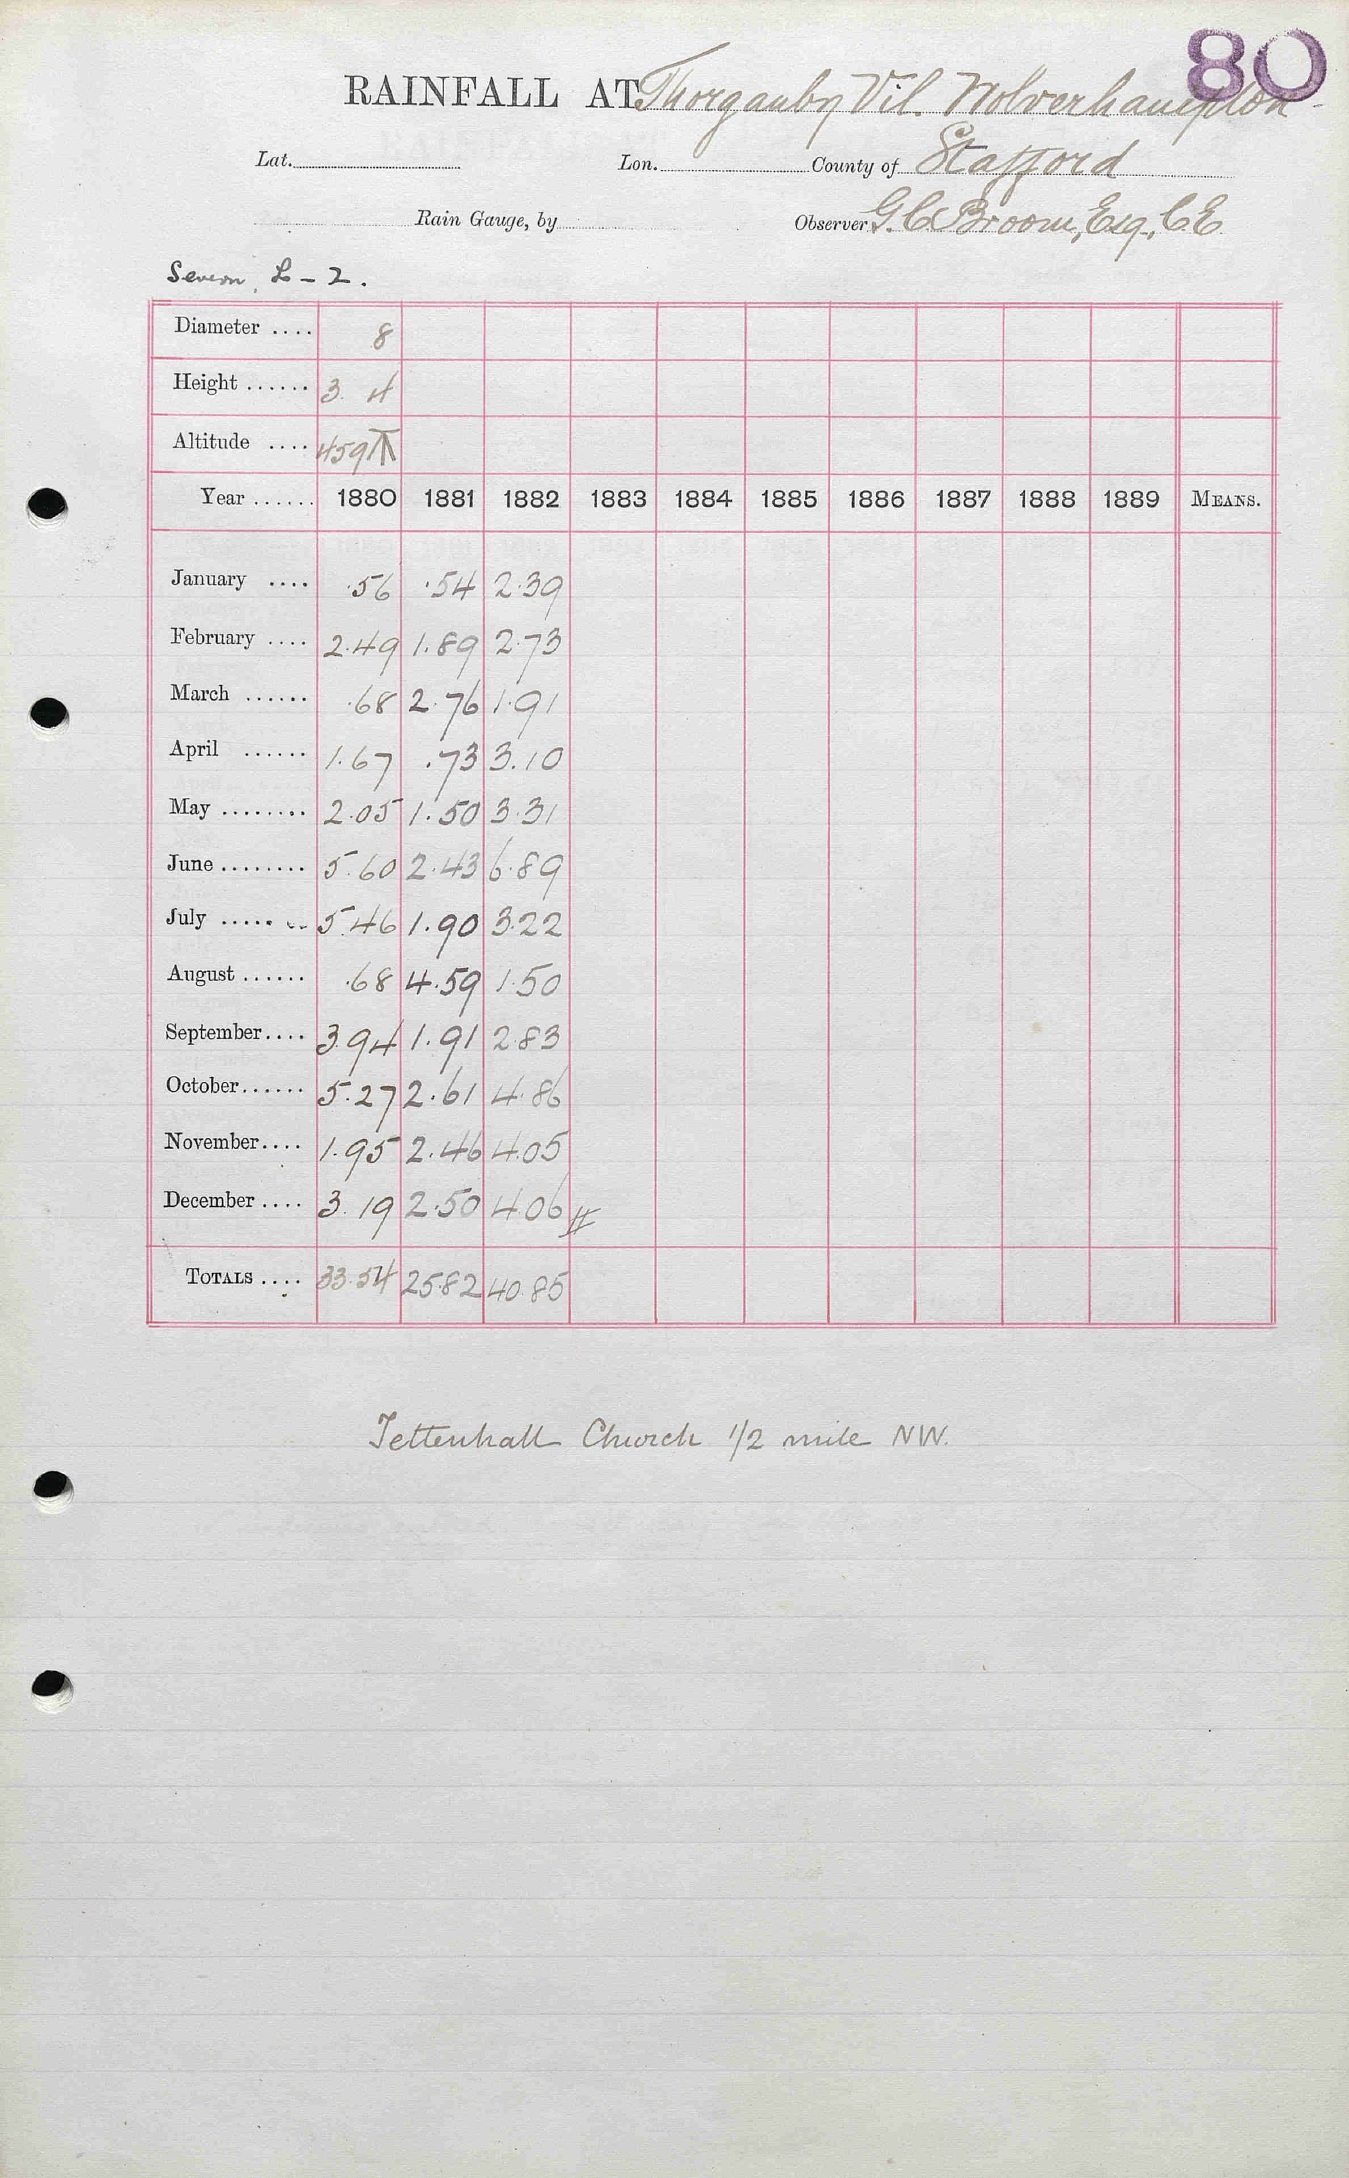 80
RAINFALL AT Thorganby Vil. Wolverhampton
Lat. Lon. County of Stafford
Rain Gauge, by Observer G. C Broom, Esq., C E
Severn. L - 2.
Diameter .... 8
Height ...... 3. 4
Altitude .... 459
Year ...... 1880 1881 1882 1883 1884 1885 1886 1887 1888 1889 MEANS.
January .... .56 .54 2.39
February .... 2.49 1.89 2.73
March ...... .68 2.76 1.91
April ...... 1.67 .73 3.10
May ........ 2.05 1.50 3.31
June ........ 5.60 2.43 6.89
July ........ 5.46 1.90 3.22
August ...... .68 4.59 1.50
September.... 3.94 1.91 2.83
October...... 5.27 2.61 4.86
November.... 1.95 2.46 4.05
December .... 3.19 2.50 4.06
TOTALS .... 33.54 25.82 40.85
Tettenhall Church 1/2 mile NW.